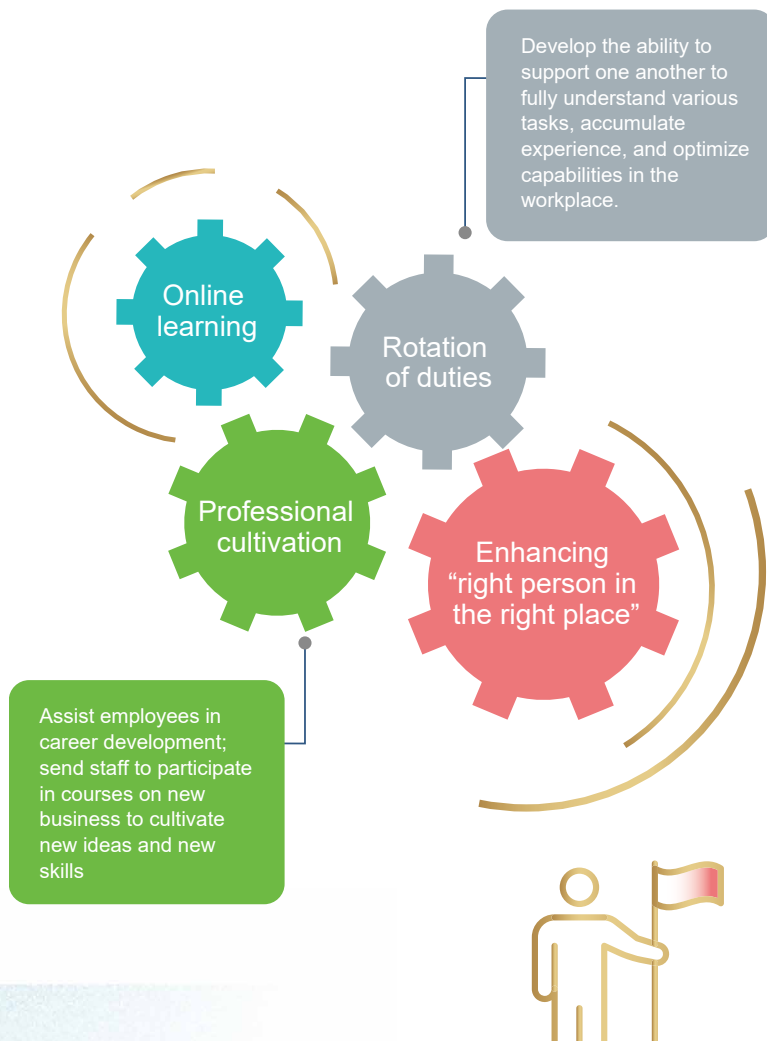 Develop the ability to
support one another to
fully understand various
tasks, accumulate
experience, and optimize
capabilities in the
workplace.
Online
learning
Rotation
of duties
Professional
cultivation
Enhancing
“right person in
the right place”
Assist employees in
career development;
send staff to participate
in courses on new
business to cultivate
new ideas and new
skills